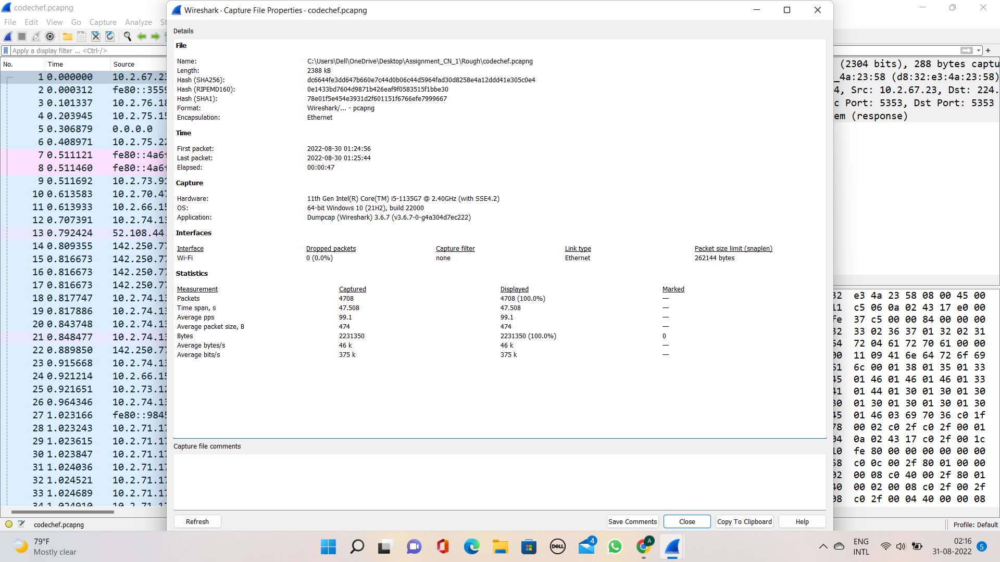 codechef.pcapng
File Edit View Go Capture Analyze
Apply a display filter ... <Ctrl-/>
No. Time Source
1 0.000000 10.2.67.23
2 0.000312 fe80::3559
3 0.101337 10.2.76.18
4 0.203945 10.2.75.15
5 0.306879 0.0.0.0
6 0.408971 10.2.75.22
7 0.511121 fe80::4a6f
8 0.511460 fe80::4a6f
9 0.511692 10.2.73.91
10 0.613583 10.2.70.47
11 0.613933 10.2.66.15
12 0.707391 10.2.74.13
13 0.792424 52.108.44.
14 0.809355 142.250.77
15 0.816673 142.250.77
16 0.816673 142.250.77
17 0.816673 142.250.77
18 0.817747 10.2.74.13
19 0.817886 10.2.74.13
20 0.843748 10.2.74.13
21 0.848477 10.2.74.13
22 0.889850 142.250.77
23 0.915668 10.2.74.13
24 0.921214 10.2.66.15
25 0.921651 10.2.73.12
26 0.964346 10.2.74.13
27 1.023166 fe80::9845
28 1.023243 10.2.71.17
29 1.023615 10.2.71.17
30 1.023847 10.2.71.17
31 1.024036 10.2.71.17
32 1.024521 10.2.71.17
33 1.024689 10.2.71.17
34 1.024910 10.2.71.17
codechef.pcapng
Wireshark · Capture File Properties · codechef.pcapng
Details
File
Name: C:\Users\Dell\OneDrive\Desktop\Assignment_CN_1\Rough\codechef.pcapng
Length: 2388 kB
Hash (SHA256): dc6644fe3dd647b660e7c44d0b06c44d5964fad30d8258e4a12ddd41e305c0e4
Hash (RIPEMD160): 0e1433bd7604d9871b426eaf9f0583515f1bbe30
Hash (SHA1): 78e01f5e454e3931d2f601151f6766efe7999667
Format: Wireshark/... - pcapng
Encapsulation: Ethernet
Time
First packet: 2022-08-30 01:24:56
Last packet: 2022-08-30 01:25:44
Elapsed: 00:00:47
Capture
Hardware: 11th Gen Intel(R) Core(TM) i5-1135G7 @ 2.40GHz (with SSE4.2)
OS: 64-bit Windows 10 (21H2), build 22000
Application: Dumpcap (Wireshark) 3.6.7 (v3.6.7-0-g4a304d7ec222)
Interfaces
Interface Dropped packets Capture filter Link type Packet size limit (snaplen)
Wi-Fi 0 (0.0%) none Ethernet 262144 bytes
Statistics
Measurement Captured Displayed Marked
Packets 4708 4708 (100.0%) —
Time span, s 47.508 47.508 —
Average pps 99.1 99.1 —
Average packet size, B 474 474 —
Bytes 2231350 2231350 (100.0%) 0
Average bytes/s 46 k 46 k —
Average bits/s 375 k 375 k —
Capture file comments
Refresh Save Comments Close Copy To Clipboard Help
(2304 bits), 288 bytes captu
_4a:23:58 (d8:32:e3:4a:23:58)
4, Src: 10.2.67.23, Dst: 224.
c Port: 5353, Dst Port: 5353
em (response)
32 e3 4a 23 58 08 00 45 00
11 c5 06 0a 02 43 17 e0 00
fe 37 c5 00 00 84 00 00 00
32 33 02 36 37 01 32 02 31
64 72 04 61 72 70 61 00 00
00 11 09 41 6e 64 72 6f 69
61 6c 00 01 38 01 35 01 33
45 01 46 01 46 01 46 01 33
41 01 44 01 30 01 30 01 30
30 01 30 01 30 01 30 01 30
45 01 46 03 69 70 36 c0 1f
78 00 02 c0 2f c0 2f 00 01
04 0a 02 43 17 c0 2f 00 1c
10 fe 80 00 00 00 00 00 00
58 c0 0c 00 2f 80 01 00 00
02 00 08 c0 40 00 2f 80 01
40 00 02 00 08 c0 2f 00 2f
08 c0 2f 00 04 40 00 00 08
Profile: Default
79°F
Mostly clear
DELL
4
A
ENG
INTL
02:16
31-08-2022
5